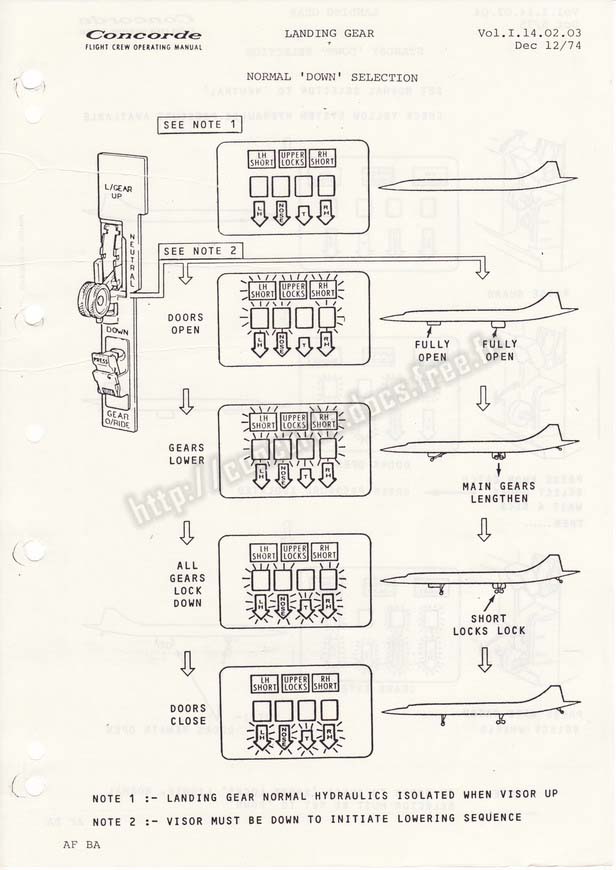 Concorde
FLIGHT CREW OPERATING MANUAL
LANDING GEAR
Vol.I.14.02.03
Dec 12/74
NORMAL 'DOWN' SELECTION
SEE NOTE 1
LH SHORT
UPPER LOCKS
RH SHORT
LH
NOSE
T
RH
L/GEAR UP
NEUTRAL
DOWN
PRESS
GEAR O/RIDE
SEE NOTE 2
DOORS OPEN
LH SHORT
UPPER LOCKS
RH SHORT
LH
NOSE
T
RH
FULLY OPEN
FULLY OPEN
GEARS LOWER
LH SHORT
UPPER LOCKS
RH SHORT
LH
NOSE
T
RH
MAIN GEARS LENGTHEN
ALL GEARS LOCK DOWN
LH SHORT
UPPER LOCKS
RH SHORT
LH
NOSE
T
RH
SHORT LOCKS LOCK
DOORS CLOSE
LH SHORT
UPPER LOCKS
RH SHORT
LH
NOSE
T
RH
NOTE 1 :- LANDING GEAR NORMAL HYDRAULICS ISOLATED WHEN VISOR UP
NOTE 2 :- VISOR MUST BE DOWN TO INITIATE LOWERING SEQUENCE
AF BA